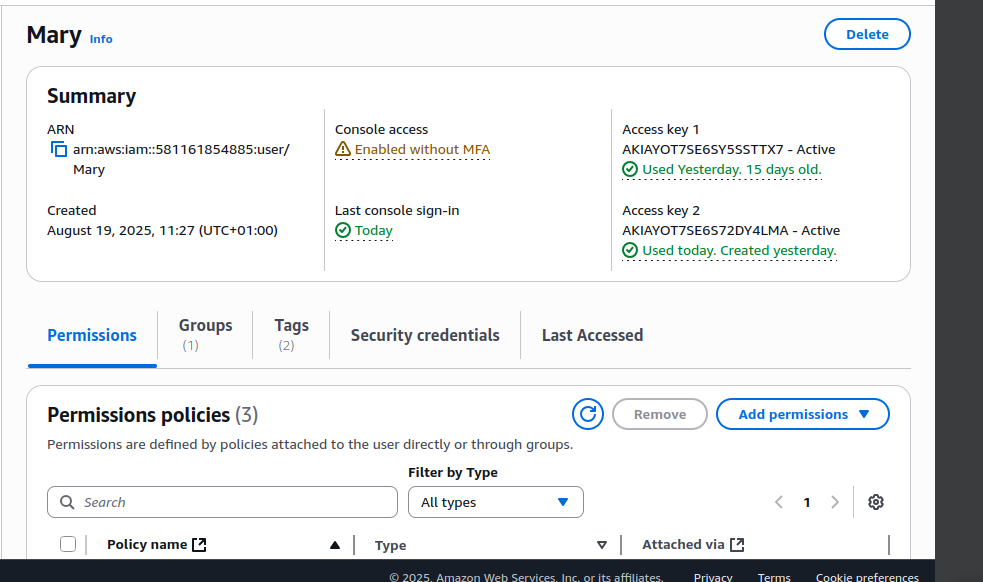 Mary Info
Delete
Summary
ARN
arn:aws:iam::581161854885:user/
Mary
Created
August 19, 2025, 11:27 (UTC+01:00)
Console access
Enabled without MFA
Last console sign-in
Today
Access key 1
AKIAYOT7SE6SY5SSTTX7 - Active
Used Yesterday. 15 days old.
Access key 2
AKIAYOT7SE6S72DY4LMA - Active
Used today. Created yesterday.
Permissions
Groups
(1)
Tags
(2)
Security credentials
Last Accessed
Permissions policies (3)
Remove
Add permissions
Permissions are defined by policies attached to the user directly or through groups.
Filter by Type
Search
All types
1
Policy name
Type
Attached via
© 2025, Amazon Web Services, Inc. or its affiliates.
Privacy
Terms
Cookie preferences